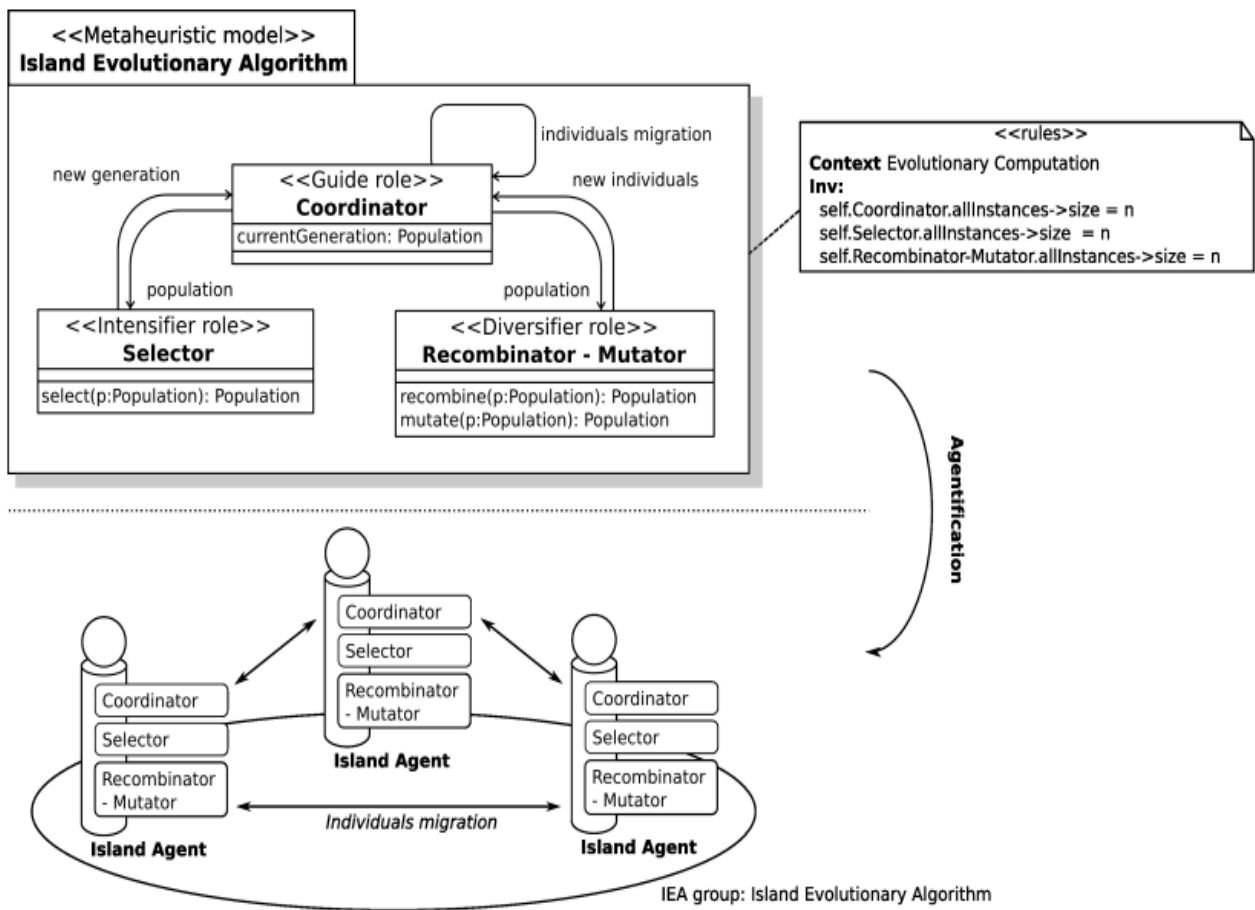 <<Metaheuristic model>>
Island Evolutionary Algorithm
individuals migration
new generation
<<Guide role>>
Coordinator
currentGeneration: Population
new individuals
population
population
<<Intensifier role>>
Selector
select(p:Population): Population
<<Diversifier role>>
Recombinator - Mutator
recombine(p:Population): Population
mutate(p:Population): Population
<<rules>>
Context Evolutionary Computation
Inv:
self.Coordinator.allInstances->size = n
self.Selector.allInstances->size = n
self.Recombinator-Mutator.allInstances->size = n
Agentification
Coordinator
Selector
Recombinator
- Mutator
Island Agent
Coordinator
Selector
Recombinator
- Mutator
Island Agent
Coordinator
Selector
Recombinator
- Mutator
Island Agent
Individuals migration
IEA group: Island Evolutionary Algorithm